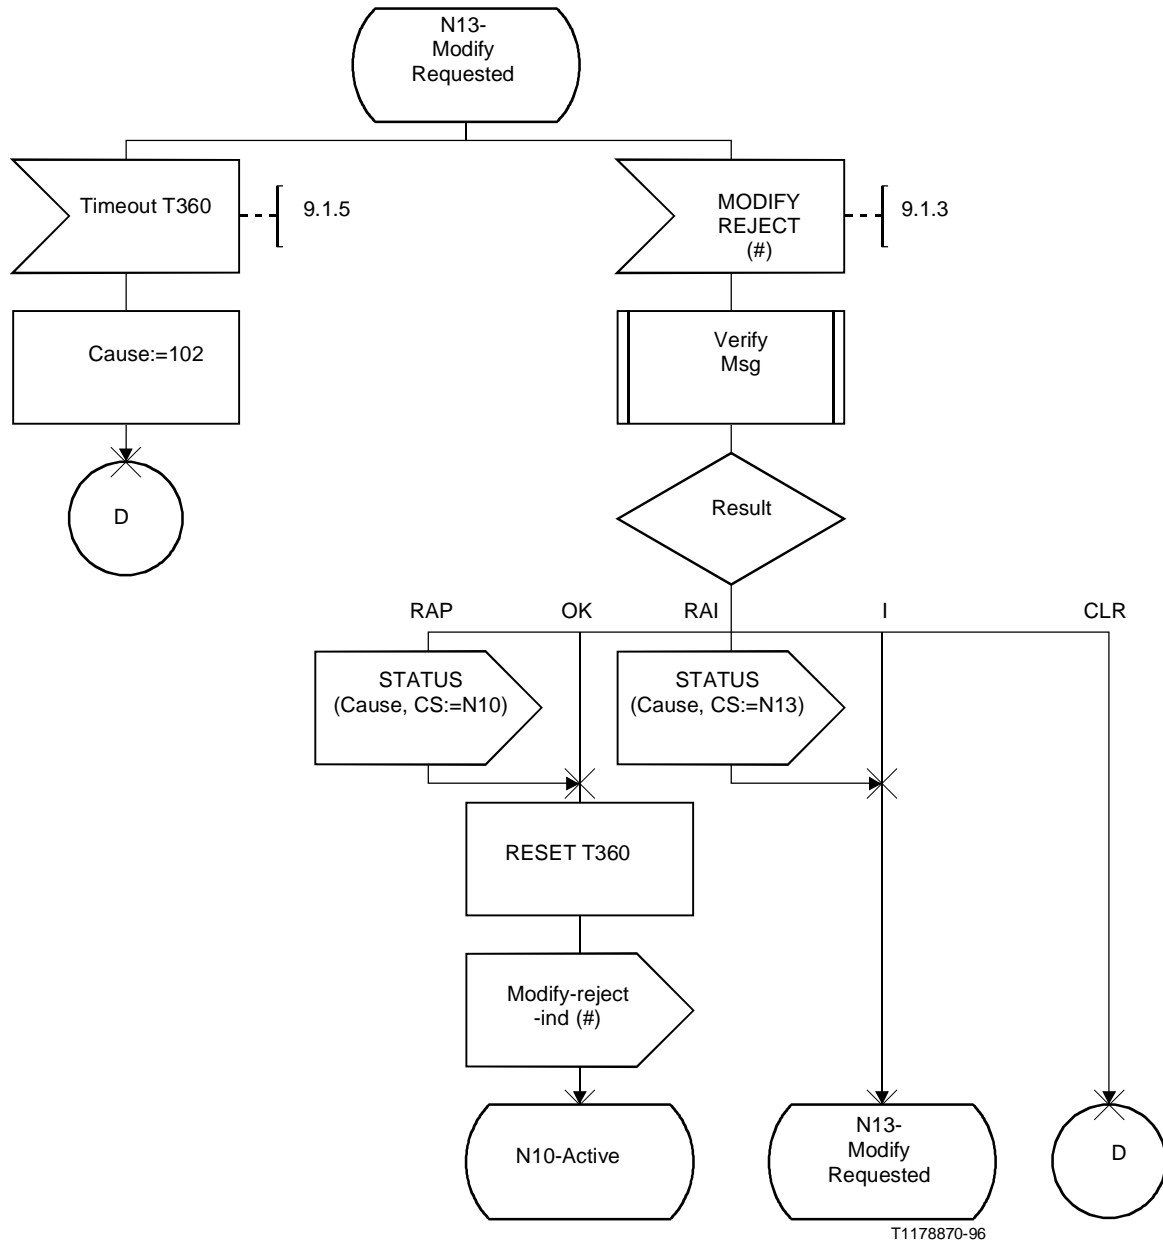 N13-
Modify
Requested
Timeout T360
9.1.5
MODIFY
REJECT
(#)
9.1.3
Cause:=102
Verify
Msg
D
Result
RAP
OK
RAI
I
CLR
STATUS
(Cause, CS:=N10)
STATUS
(Cause, CS:=N13)
RESET T360
Modify-reject
-ind (#)
N10-Active
N13-
Modify
Requested
D
T1178870-96